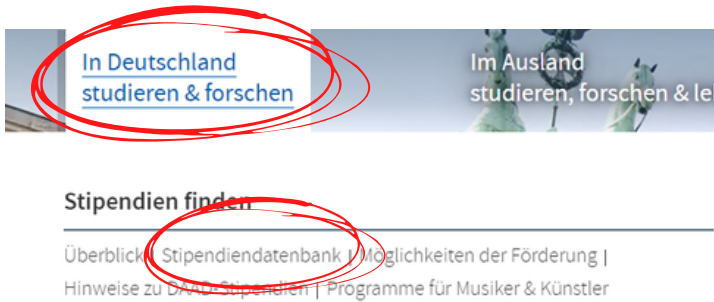 In Deutschland
studieren & forschen
Im Ausland
studieren, forschen & le
Stipendien finden
Überblick | Stipendiendatenbank | Möglichkeiten der Förderung |
Hinweise zu DAAD-Stipendien | Programme für Musiker & Künstler